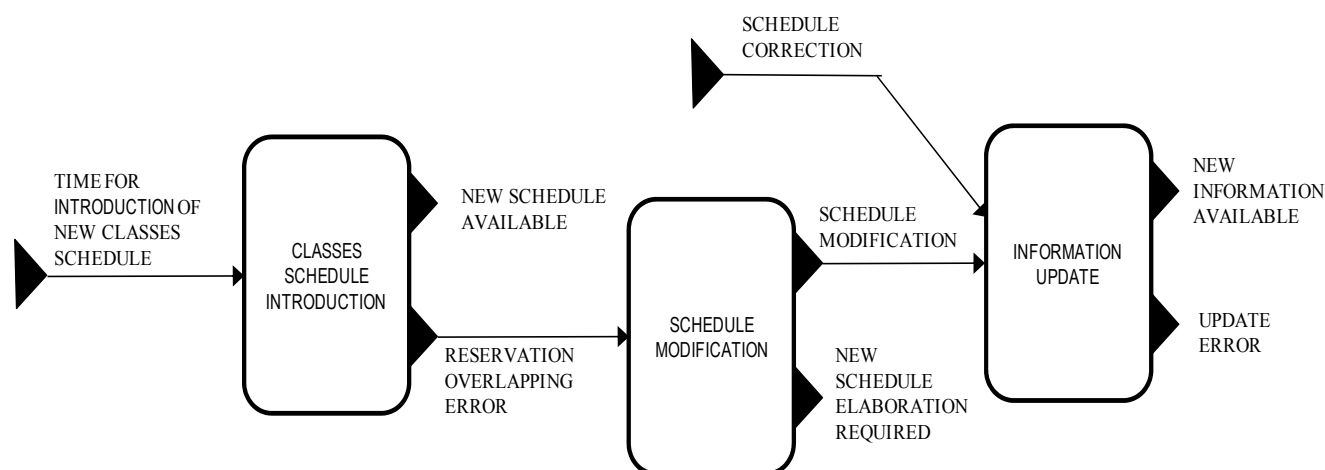 SCHEDULE
CORRECTION
TIME FOR
INTRODUCTION OF
NEW CLASSES
SCHEDULE
CLASSES
SCHEDULE
INTRODUCTION
NEW SCHEDULE
AVAILABLE
RESERVATION
OVERLAPPING
ERROR
SCHEDULE
MODIFICATION
SCHEDULE
MODIFICATION
NEW
SCHEDULE
ELABORATION
REQUIRED
INFORMATION
UPDATE
NEW
INFORMATION
AVAILABLE
UPDATE
ERROR